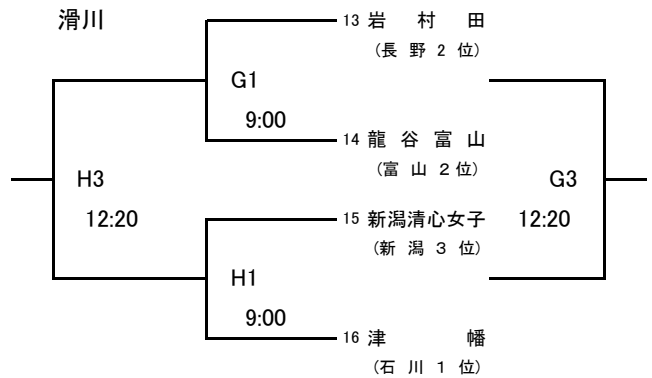 滑川
13 岩村田
(長野2位)
G1
9:00
14 龍谷富山
(富山2位)
H3
12:20
G3
12:20
15 新潟清心女子
(新潟3位)
H1
9:00
16 津幡
(石川1位)